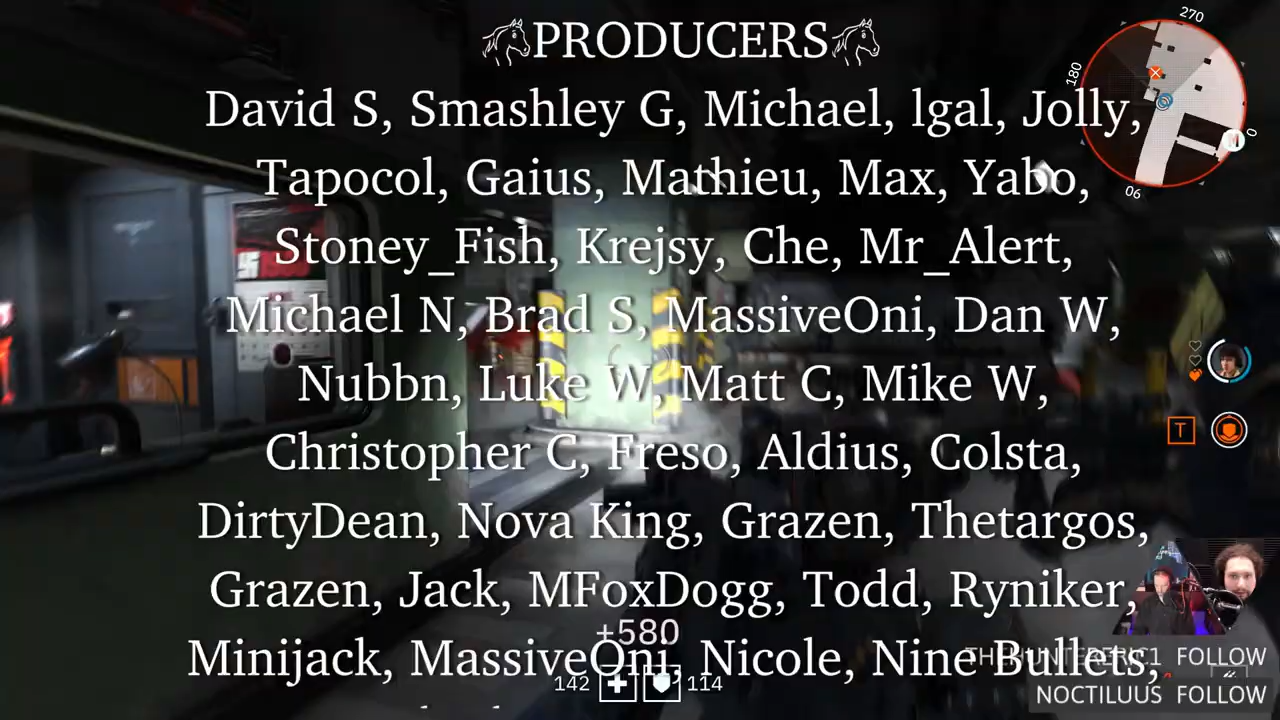 PRODUCERS
David S, Smashley G, Michael, lgal, Jolly,
Tapocol, Gaius, Mathieu, Max, Yabo,
Stoney_Fish, Krejsy, Che, Mr_Alert,
Michael N, Brad S, MassiveOni, Dan W,
Nubbn, Luke W, Matt C, Mike W,
Christopher C, Freso, Aldius, Colsta,
DirtyDean, Nova King, Grazen, Thetargos,
Grazen, Jack, MFoxDogg, Todd, Ryniker,
Minijack, MassiveOni, Nicole, Nine Bullets,
270
180
0
90
T
+580
142
114
THEHUNTERERIC1 FOLLOW
NOCTILUUS FOLLOW